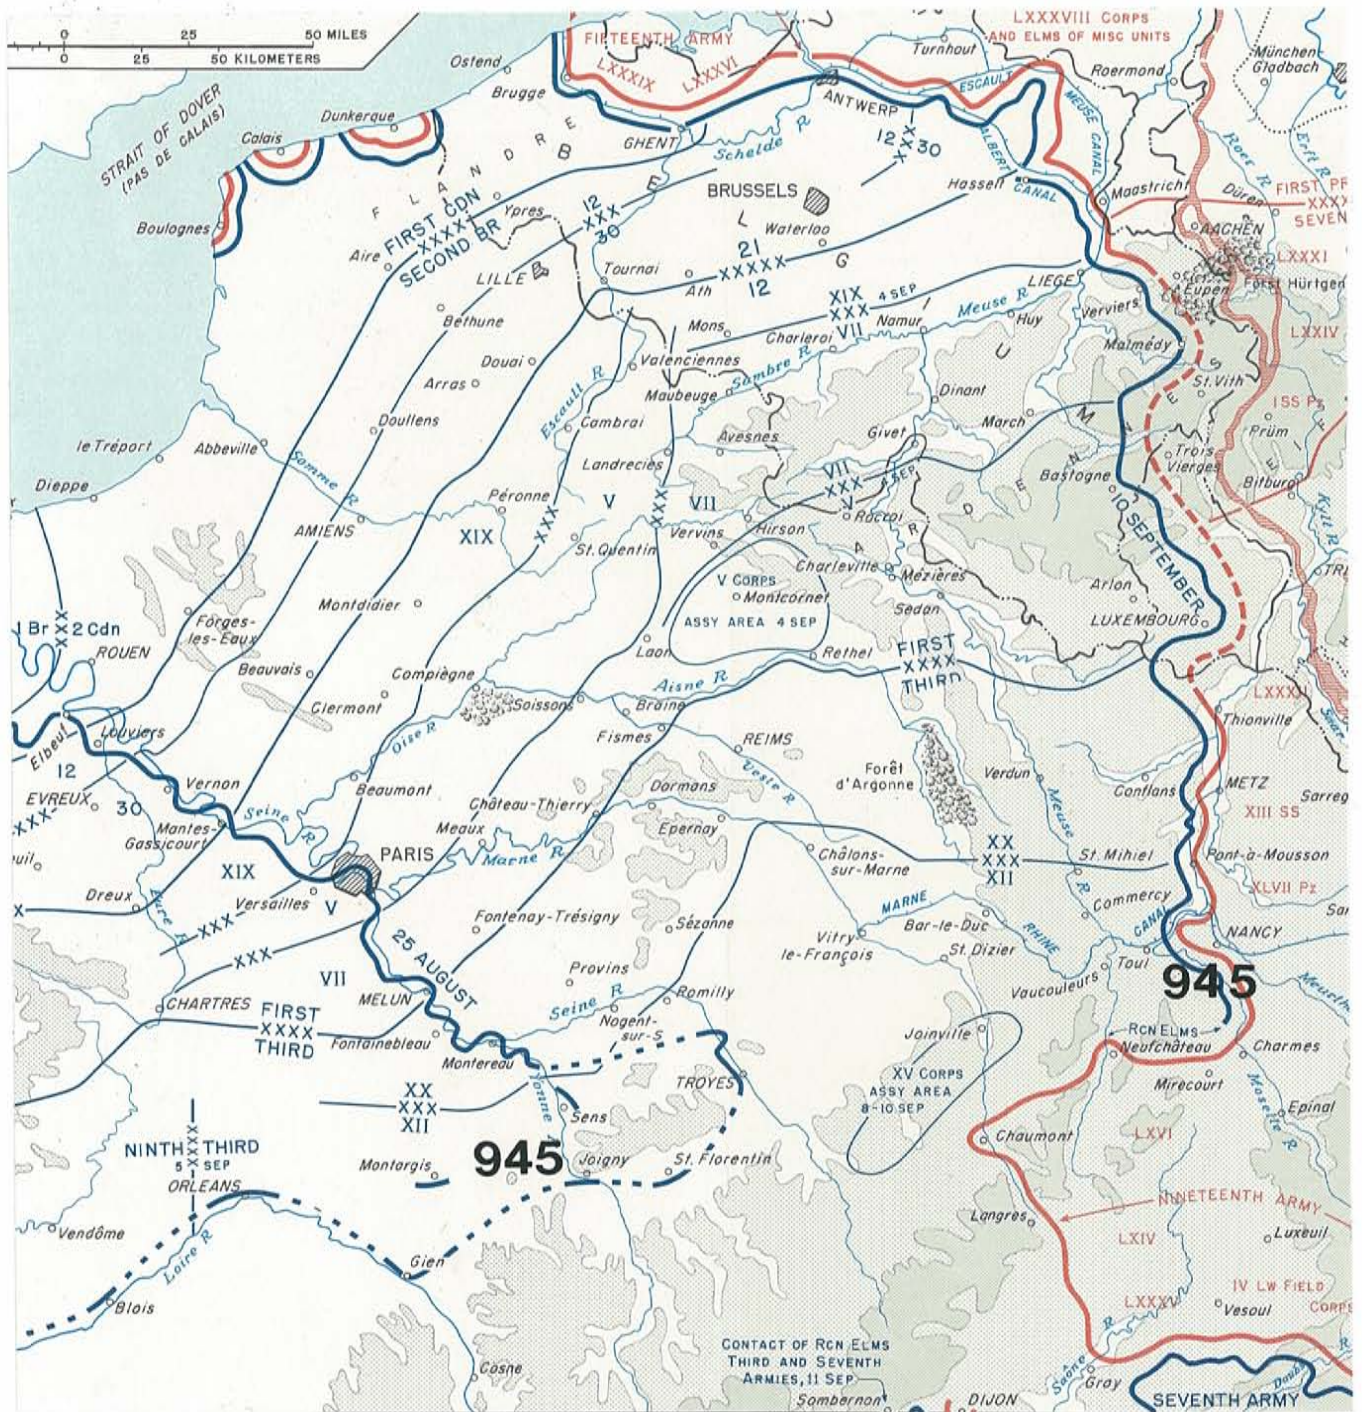 0 25 50 MILES
0 25 50 KILOMETERS
STRAIT OF DOVER
(PAS DE CALAIS)
Ostend
Brugge
Dunkerque
Calais
Boulogne
FIFTEENTH ARMY
LXXXIX
LXXXVI
LXXXVIII CORPS
AND ELMS OF MISC UNITS
Turnhout
Roermond
München-
Gladbach
ESCAULT
MEUSE CANAL
ANTWERP
GHENT
Schelde R
12 XXX 30
ALBERT
CANAL
Hasselt
Maastricht
Roer R
Erft R
Düren
FIRST PF
XXXX
SEVEN
AACHEN
LXXXI
Eupen
Forst Hürtgen
LXXIV
FLANDRE
BELGIUM
BRUSSELS
Waterloo
Ypres
FIRST CDN
XXXXX
SECOND BR
12
XXX
30
Aire
LILLE
Tournai
Ath
21
XXXXX
12
XIX 4 SEP
XXX
VII
LIEGE
Verviers
Meuse R
Huy
Namur
Mons
Charleroi
Malmédy
St. Vith
Bethune
Douai
Valenciennes
Sambre R
Maubeuge
Arras
Escault R
Dinant
ARDENNES
EIFEL
I SS Pz
Prüm
March
Givet
Doullens
Cambrai
Avesnes
Landrecies
le Tréport
Abbeville
Somme R
Dieppe
VII
XXX 4 SEP
V
Bastogne
Trois
Vierges
Bitburg
Kyll R
Péronne
XXX
V
XXXX
VII
Hirson
Rocroi
AMIENS
XIX
St. Quentin
Vervins
10 SEPTEMBER
Charleville
Mézières
V CORPS
Montcornet
ASSY AREA 4 SEP
Sedan
Arlon
LUXEMBOURG
Montdidier
Forges-
les-Eaux
1 Br XXX 2 Cdn
ROUEN
Beauvais
Laon
Rethel
FIRST
XXXX
THIRD
Compiègne
Aisne R
Clermont
Soissons
Braine
Fismes
Thionville
Elbeuf
Louviers
Oise R
REIMS
Vesle R
Forêt
d'Argonne
Verdun
METZ
Conflans
Meuse R
Sarreg
XIII SS
12
XXX
30
EVREUX
Vernon
Beaumont
Seine R
Château-Thierry
Dormans
Epernay
Mantes-
Gassicourt
Meaux
Marne R
PARIS
Châlons-
sur-Marne
XX
XXX
XII
St. Mihiel
Pont-à-Mousson
XLVII Pz
XIX
Versailles
V
Dreux
Eure R
XXX
Fontenay-Trésigny
Sézanne
MARNE
RHINE
CANAL
Commercy
Bar-le-Duc
Vitry-
le-François
St. Dizier
NANCY
Toul
XXX
VII
25 AUGUST
Provins
945
Vaucouleurs
Meurthe
CHARTRES
FIRST
XXXX
THIRD
MELUN
Seine R
Romilly
Nogent-
sur-S
Fontainebleau
Montereau
Joinville
RCN ELMS
Neufchâteau
Charmes
Mirecourt
XV CORPS
ASSY AREA
8-10 SEP
Yonne R
TROYES
XX
XXX
XII
Sens
Moselle R
Epinal
Chaumont
LXVI
NINTH XXXX THIRD
5 SEP
ORLEANS
Montargis
945
Joigny
St. Florentin
NINETEENTH ARMY
Langres
LXIV
Luxeuil
Vendôme
Loire R
Gien
Blois
IV LW FIELD
CORPS
LXXXV
Vesoul
Cosne
CONTACT OF RCN ELMS
THIRD AND SEVENTH
ARMIES, 11 SEP
Sombernon
DIJON
Saône R
Gray
Doubs R
SEVENTH ARMY